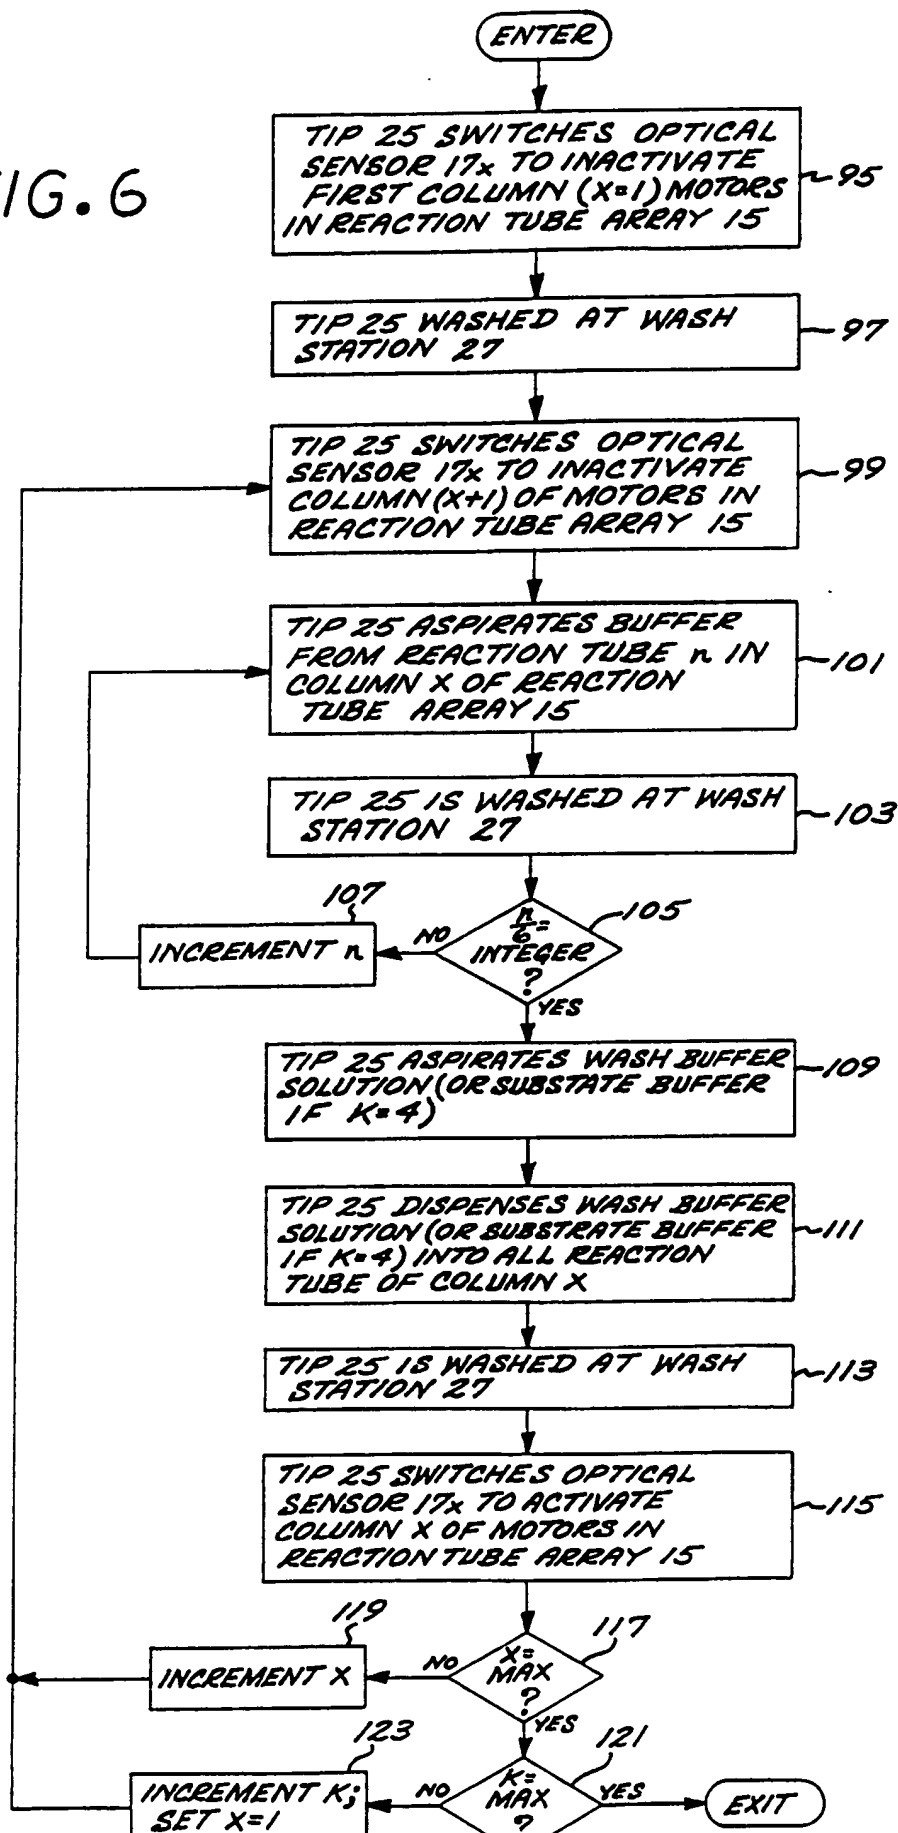 ENTER
TIP 25 SWITCHES OPTICAL
SENSOR 17x TO INACTIVATE
FIRST COLUMN (X=1) MOTORS
IN REACTION TUBE ARRAY 15
95
IG. 6
TIP 25 WASHED AT WASH
STATION 27
97
TIP 25 SWITCHES OPTICAL
SENSOR 17x TO INACTIVATE
COLUMN (X+1) OF MOTORS IN
REACTION TUBE ARRAY 15
99
TIP 25 ASPIRATES BUFFER
FROM REACTION TUBE n IN
COLUMN X OF REACTION
TUBE ARRAY 15
101
TIP 25 IS WASHED AT WASH
STATION 27
103
107
INCREMENT n
NO
n/6 =
INTEGER
?
105
YES
TIP 25 ASPIRATES WASH BUFFER
SOLUTION (OR SUBSTATE BUFFER
IF K=4)
109
TIP 25 DISPENSES WASH BUFFER
SOLUTION (OR SUBSTRATE BUFFER
IF K=4) INTO ALL REACTION
TUBE OF COLUMN X
111
TIP 25 IS WASHED AT WASH
STATION 27
113
TIP 25 SWITCHES OPTICAL
SENSOR 17x TO ACTIVATE
COLUMN X OF MOTORS IN
REACTION TUBE ARRAY 15
115
119
INCREMENT X
NO
X=
MAX
?
117
YES
123
INCREMENT K;
SET X=1
NO
K=
MAX
?
121
YES
EXIT